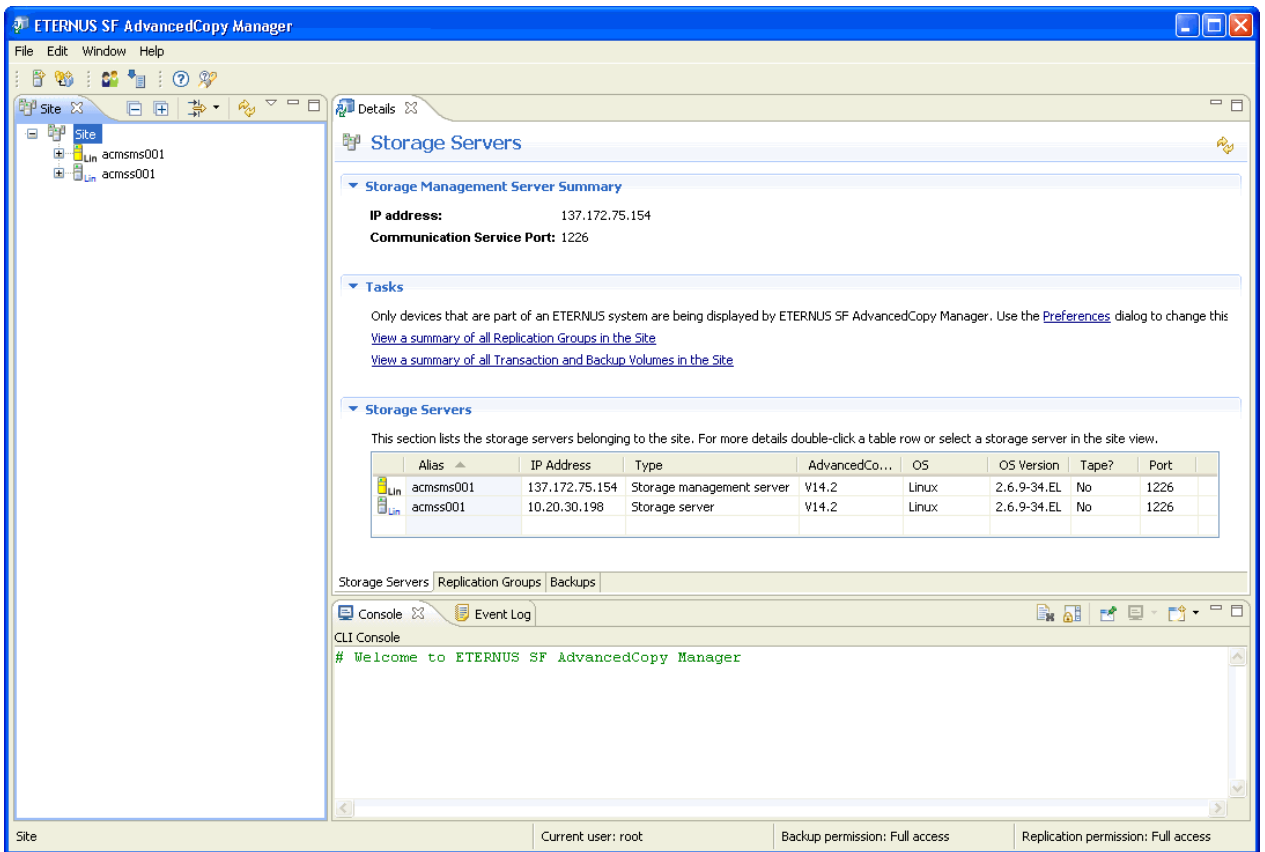 ETERNUS SF AdvancedCopy Manager
File Edit Window Help
Site
Site
Lin acmsms001
Lin acmss001
Details
Storage Servers
Storage Management Server Summary
IP address: 137.172.75.154
Communication Service Port: 1226
Tasks
Only devices that are part of an ETERNUS system are being displayed by ETERNUS SF AdvancedCopy Manager. Use the Preferences dialog to change this
View a summary of all Replication Groups in the Site
View a summary of all Transaction and Backup Volumes in the Site
Storage Servers
This section lists the storage servers belonging to the site. For more details double-click a table row or select a storage server in the site view.
Alias IP Address Type AdvancedCo... OS OS Version Tape? Port
Lin acmsms001 137.172.75.154 Storage management server V14.2 Linux 2.6.9-34.EL No 1226
Lin acmss001 10.20.30.198 Storage server V14.2 Linux 2.6.9-34.EL No 1226
Storage Servers Replication Groups Backups
Console Event Log
CLI Console
# Welcome to ETERNUS SF AdvancedCopy Manager
Site Current user: root Backup permission: Full access Replication permission: Full access